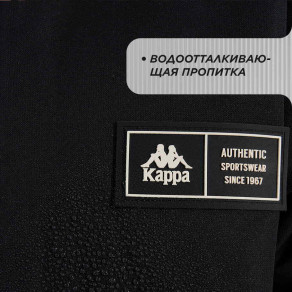 • ВОДООТТАЛКИВАЮ-
ЩАЯ ПРОПИТКА
Kappa
AUTHENTIC
SPORTSWEAR
SINCE 1967